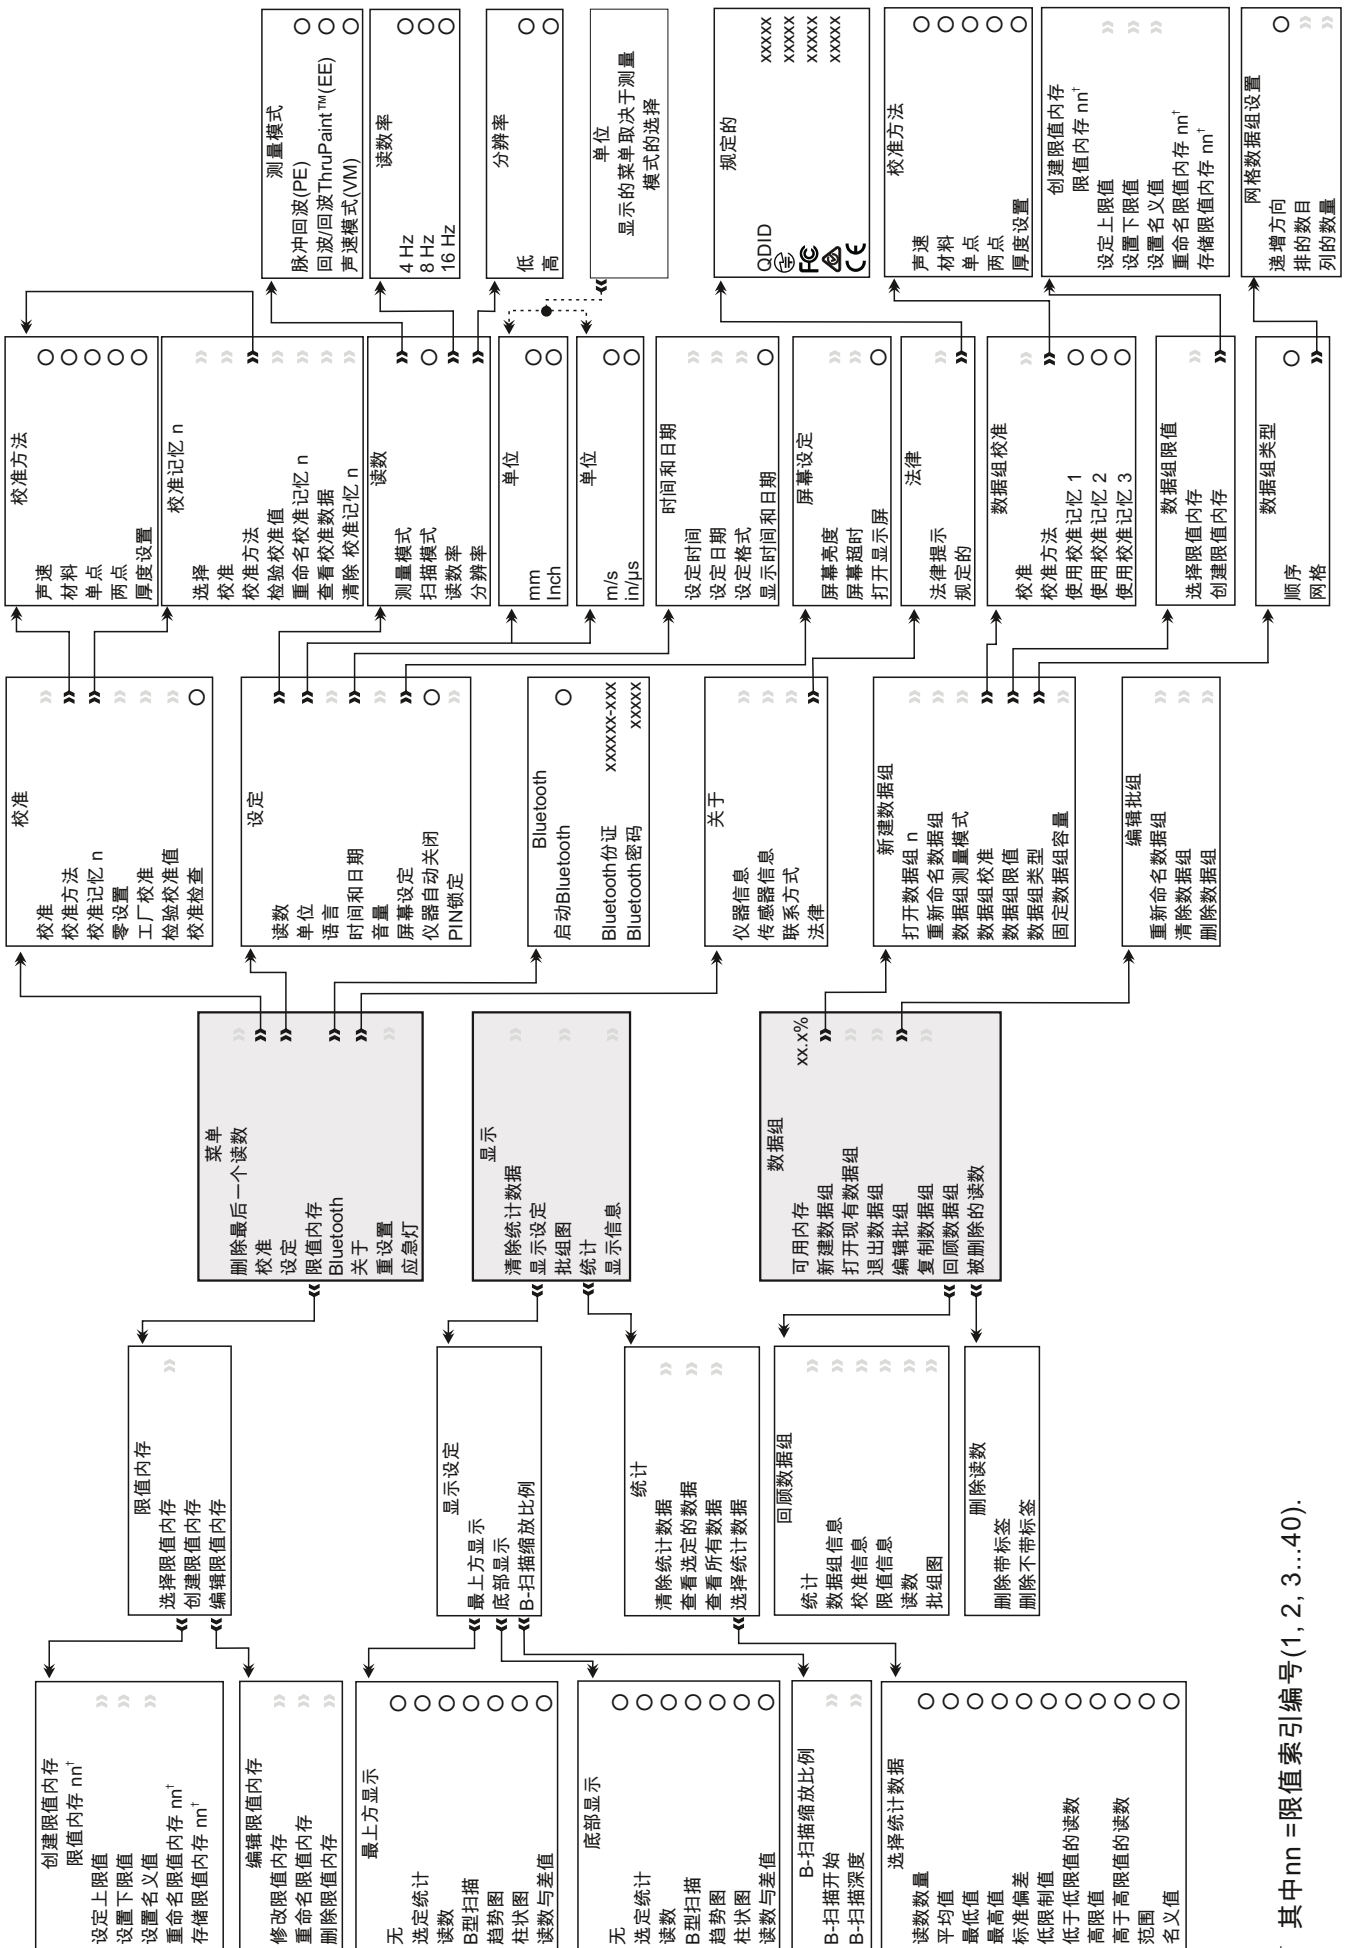 测量模式
脉冲回波(PE)
回波/回波ThruPaint™(EE)
声速模式(VM)
读数率
4 Hz
8 Hz
16 Hz
分辨率
低
高
单位
显示的菜单取决于测量
模式的选择
规定的
QDID xxxxx
xxxxx
FC xxxxx
CE xxxxx
校准方法
声速
材料
单点
两点
厚度设置
创建限值内存
限值内存 nn†
设定上限值
设置下限值
设置名义值
重命名限值内存 nn†
存储限值内存 nn†
网格数据组设置
递增方向
排的数目
列的数量
校准方法
声速
材料
单点
两点
厚度设置
校准记忆 n
选择
校准
校准方法
检验校准值
重命名校准记忆 n
查看校准数据
清除 校准记忆 n
读数
测量模式
扫描模式
读数率
分辨率
单位
mm
Inch
单位
m/s
in/µs
时间和日期
设定时间
设定日期
设定格式
显示时间和日期
屏幕设定
屏幕亮度
屏幕超时
打开显示屏
法律
法律提示
规定的
数据组校准
校准
校准方法
使用校准记忆 1
使用校准记忆 2
使用校准记忆 3
数据组限值
选择限值内存
创建限值内存
数据组类型
顺序
网格
校准
校准
校准方法
校准记忆 n
零设置
工厂校准
检验校准值
校准检查
设定
读数
单位
语言
时间和日期
音量
屏幕设定
仪器自动关闭
PIN锁定
Bluetooth
启动Bluetooth
Bluetooth份证 xxxxxx-xxx
Bluetooth密码 xxxxx
关于
仪器信息
传感器信息
联系方式
法律
新建数据组
打开数据组 n
重新命名数据组
数据组测量模式
数据组校准
数据组限值
数据组类型
固定数据组容量
编辑批组
重新命名数据组
清除数据组
删除数据组
菜单
删除最后一个读数
校准
设定
限值内存
Bluetooth
关于
重设置
应急灯
显示
清除统计数据
显示设定
批组图
统计
显示信息
数据组
可用内存 xx.x%
新建数据组
打开现有数据组
退出数据组
编辑批组
复制数据组
回顾数据组
被删除的读数
限值内存
选择限值内存
创建限值内存
编辑限值内存
显示设定
最上方显示
底部显示
B-扫描缩放比例
统计
清除统计数据
查看选定的数据
查看所有数据
选择统计数据
回顾数据组
统计
数据组信息
校准信息
限值信息
读数
批组图
删除读数
删除带标签
删除不带标签
创建限值内存
限值内存 nn†
设定上限值
设置下限值
设置名义值
重命名限值内存 nn†
存储限值内存 nn†
编辑限值内存
修改限值内存
重命名限值内存
删除限值内存
最上方显示
无
选定统计
读数
B型扫描
趋势图
柱状图
读数与差值
底部显示
无
选定统计
读数
B型扫描
趋势图
柱状图
读数与差值
B-扫描缩放比例
B-扫描开始
B-扫描深度
选择统计数据
读数数量
平均值
最低值
最高值
标准偏差
低限制值
低于低限值的读数
高限值
高于高限值的读数
范围
名义值
其中nn =限值索引编号(1, 2, 3...40).